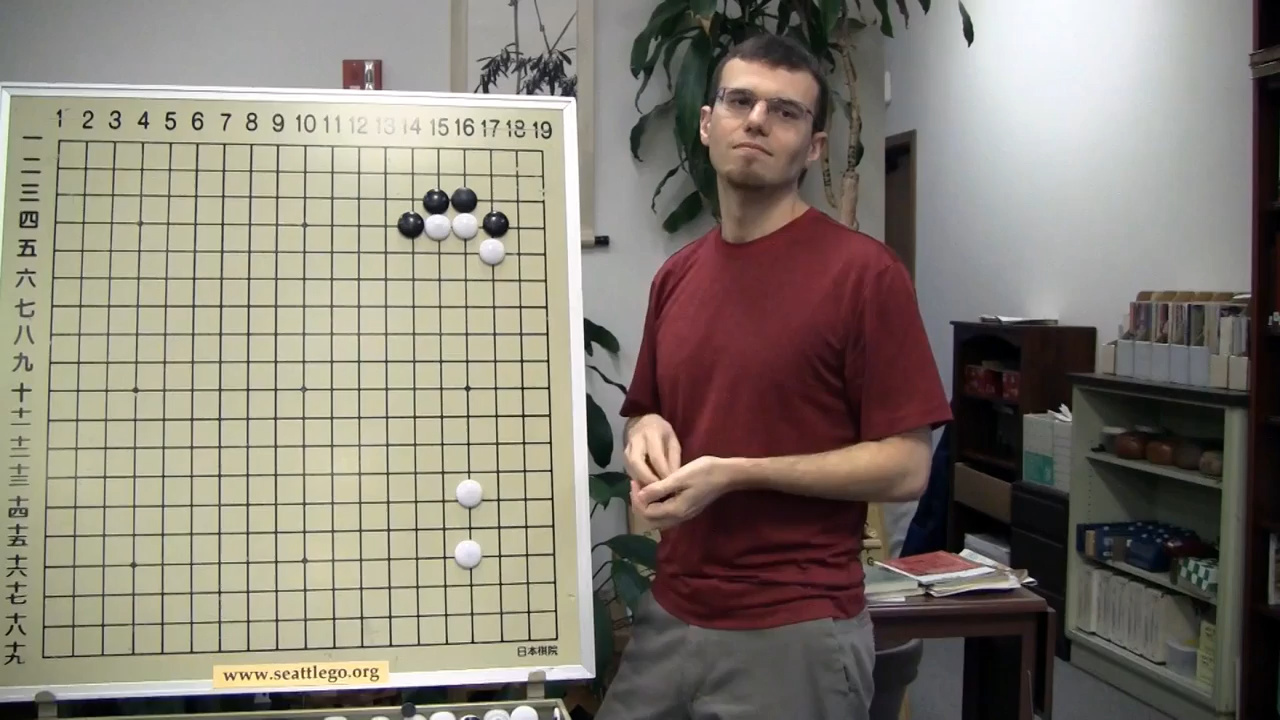 1 2 3 4 5 6 7 8 9 10 11 12 13 14 15 16 17 18 19
一
二
三
四
五
六
七
八
九
十
十一
十二
十三
十四
十五
十六
十七
十八
十九
日本棋院
www.seattlego.org